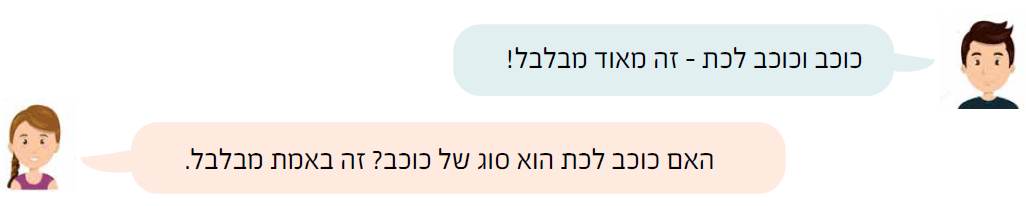 כוכב וכוכב לכת - זה מאוד מבלבל!
האם כוכב לכת הוא סוג של כוכב? זה באמת מבלבל.